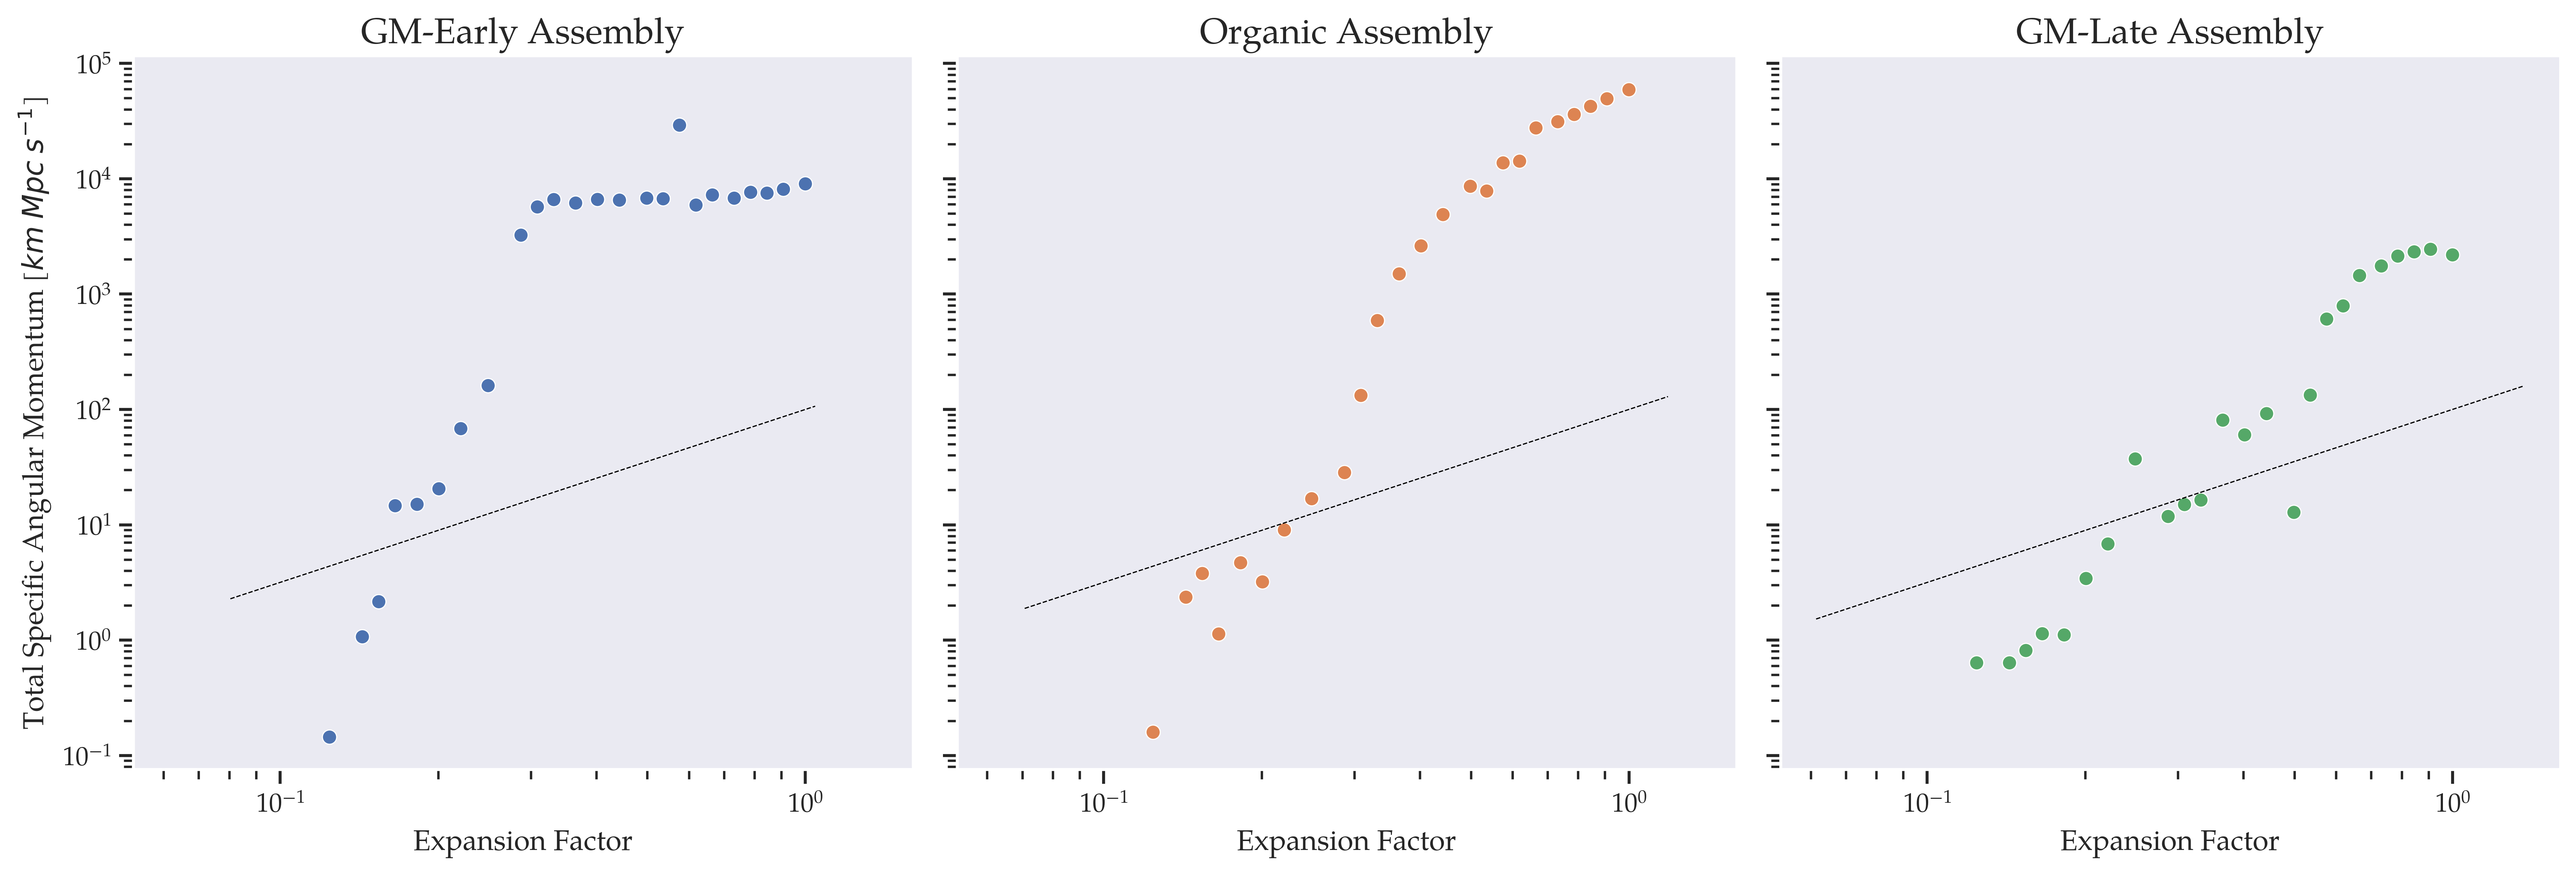 GM-Early Assembly
Organic Assembly
GM-Late Assembly
Total Specific Angular Momentum [km Mpc s⁻¹]
10⁵
10⁴
10³
10²
10¹
10⁰
10⁻¹
10⁻¹ 10⁰
10⁻¹ 10⁰
10⁻¹ 10⁰
Expansion Factor
Expansion Factor
Expansion Factor